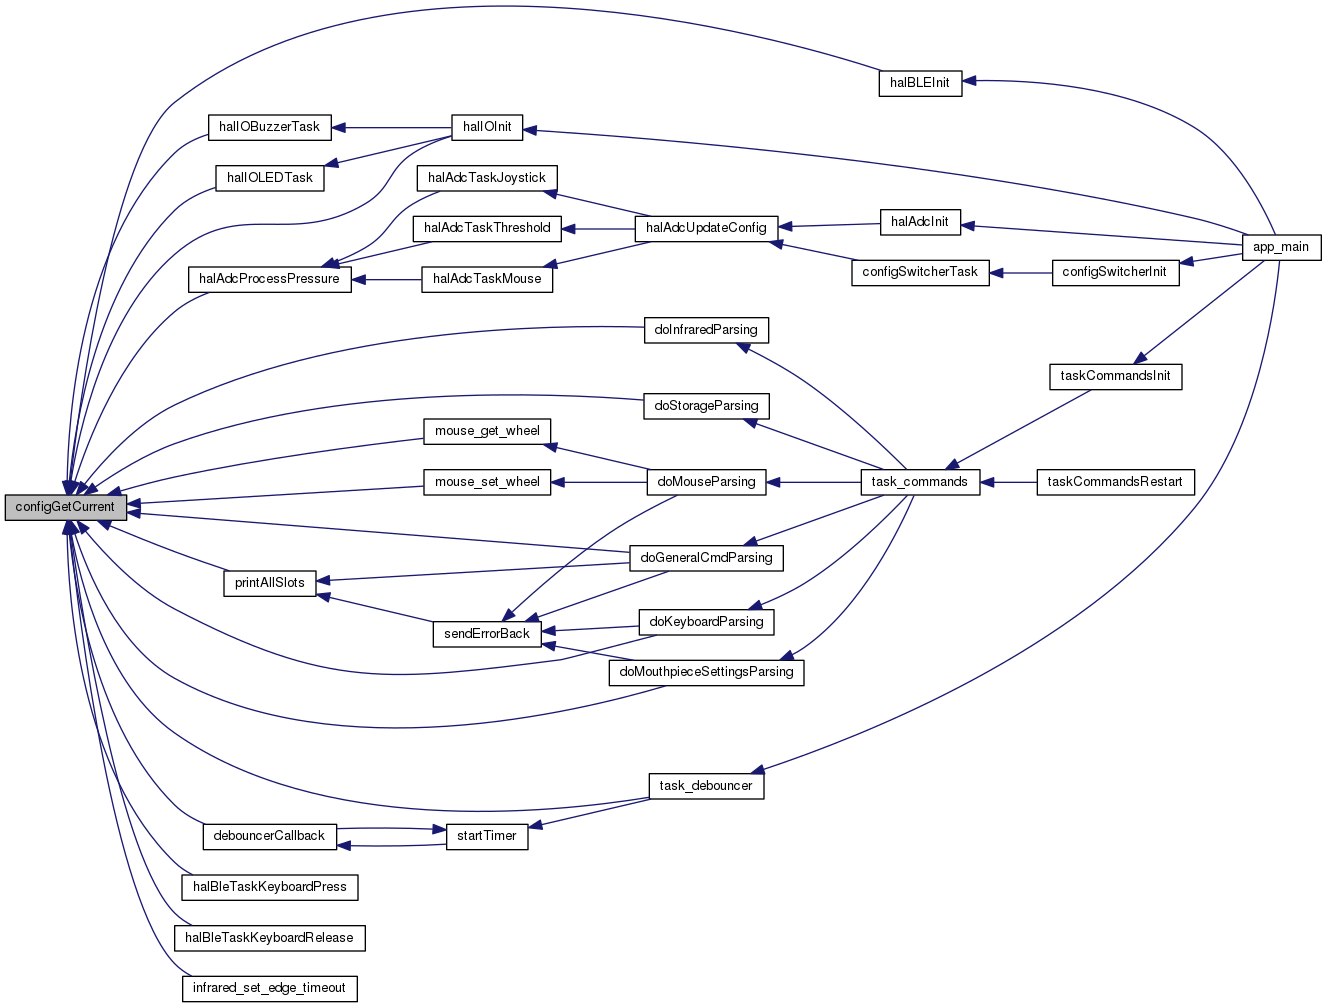 halBLEInit
halIOBuzzerTask
halIOInit
halIOLEDTask
halAdcTaskJoystick
halAdcTaskThreshold
halAdcUpdateConfig
halAdcInit
app_main
halAdcProcessPressure
halAdcTaskMouse
configSwitcherTask
configSwitcherInit
doInfraredParsing
taskCommandsInit
doStorageParsing
mouse_get_wheel
mouse_set_wheel
doMouseParsing
task_commands
taskCommandsRestart
configGetCurrent
doGeneralCmdParsing
printAllSlots
doKeyboardParsing
sendErrorBack
doMouthpieceSettingsParsing
task_debouncer
debouncerCallback
startTimer
halBleTaskKeyboardPress
halBleTaskKeyboardRelease
infrared_set_edge_timeout